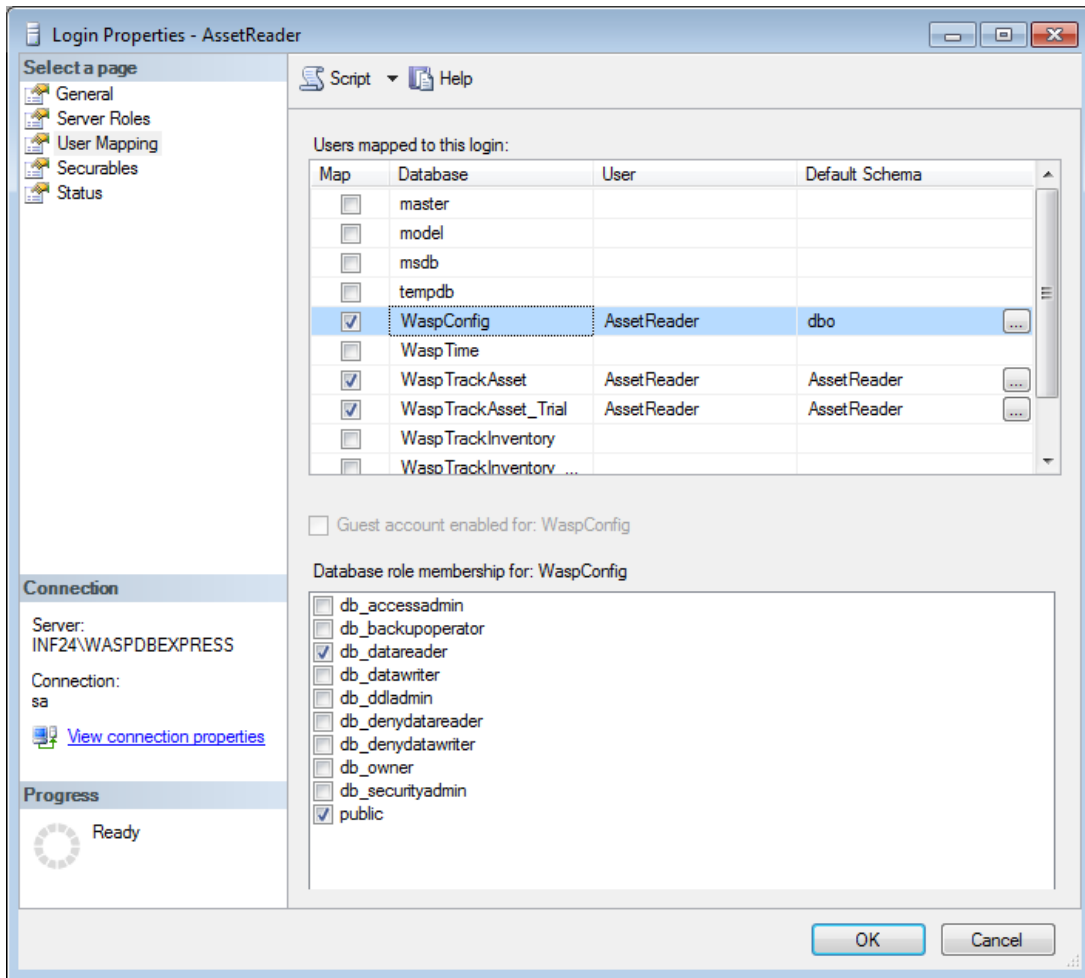 Login Properties - AssetReader
Select a page
General
Server Roles
User Mapping
Securables
Status
Script Help
Users mapped to this login:
Map Database User Default Schema
master
model
msdb
tempdb
WaspConfig AssetReader dbo ...
WaspTime
WaspTrackAsset AssetReader AssetReader ...
WaspTrackAsset_Trial AssetReader AssetReader ...
WaspTrackInventory
WaspTrackInventory_...
Guest account enabled for: WaspConfig
Database role membership for: WaspConfig
db_accessadmin
db_backupoperator
db_datareader
db_datawriter
db_ddladmin
db_denydatareader
db_denydatawriter
db_owner
db_securityadmin
public
Connection
Server:
INF24\WASPDBEXPRESS
Connection:
sa
View connection properties
Progress
Ready
OK Cancel